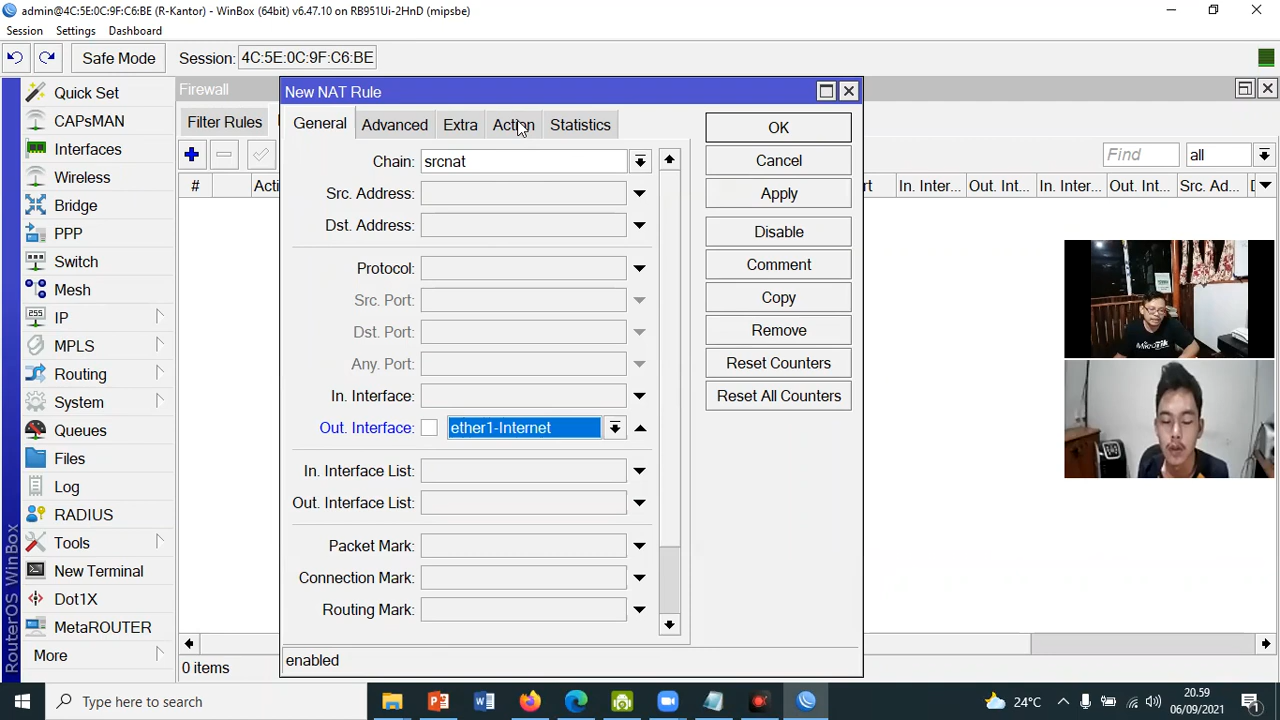 admin@4C:5E:0C:9F:C6:BE (R-Kantor) - WinBox (64bit) v6.47.10 on RB951Ui-2HnD (mipsbe)
Session Settings Dashboard
Safe Mode Session: 4C:5E:0C:9F:C6:BE
Quick Set
CAPsMAN
Interfaces
Wireless
Bridge
PPP
Switch
Mesh
IP
MPLS
Routing
System
Queues
Files
Log
RADIUS
Tools
New Terminal
Dot1X
MetaROUTER
More
RouterOS WinBox
Firewall
Filter Rules
Find all
# Acti
rt In. Inter... Out. Int... In. Inter... Out. Int... Src. Ad... D
0 items
New NAT Rule
General Advanced Extra Action Statistics
Chain: srcnat
Src. Address:
Dst. Address:
Protocol:
Src. Port:
Dst. Port:
Any. Port:
In. Interface:
Out. Interface: ether1-Internet
In. Interface List:
Out. Interface List:
Packet Mark:
Connection Mark:
Routing Mark:
enabled
OK
Cancel
Apply
Disable
Comment
Copy
Remove
Reset Counters
Reset All Counters
MikroTik
Type here to search
24°C
20.59
06/09/2021
1